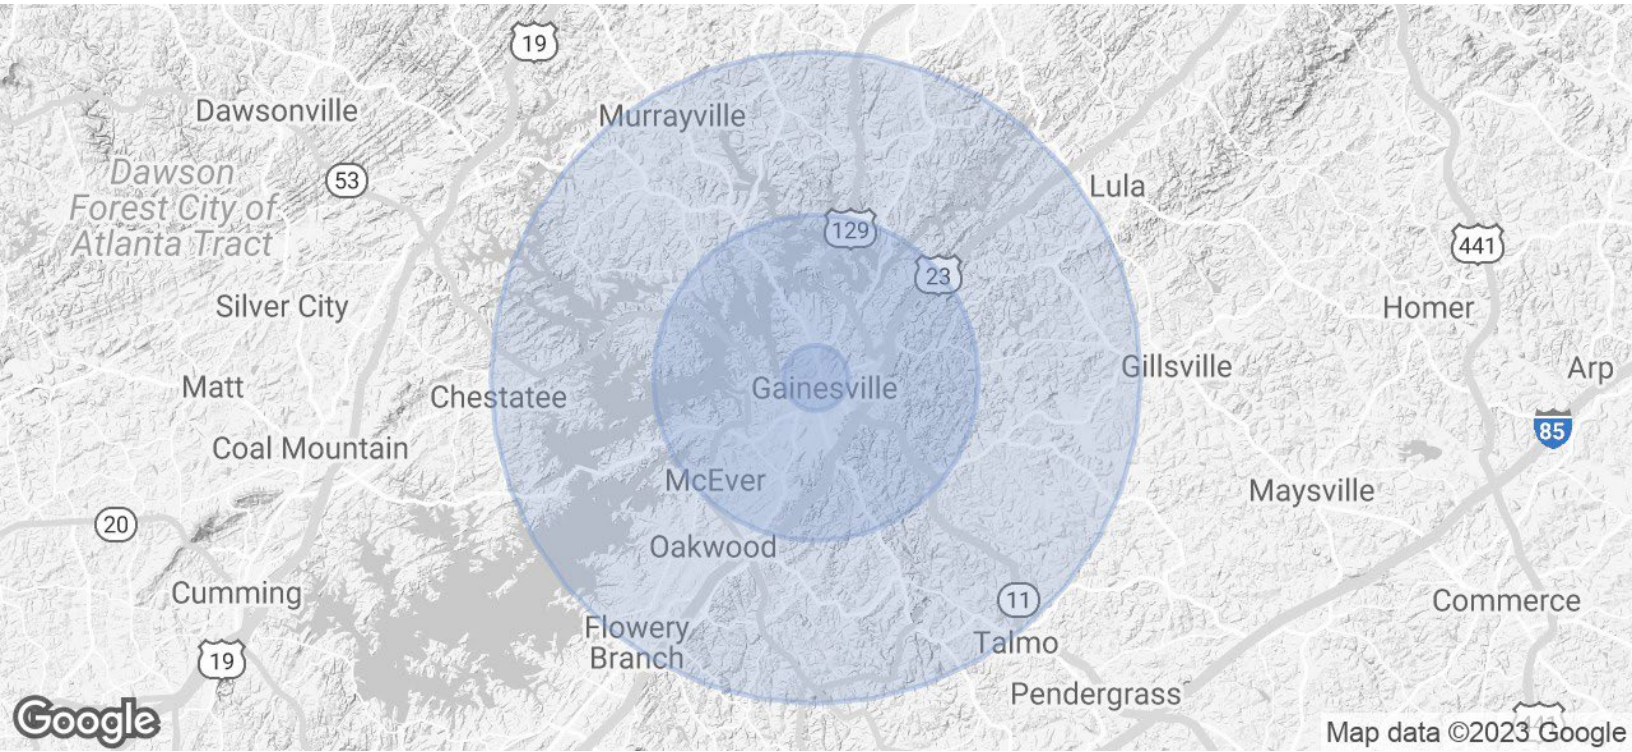 19
Dawsonville
Murrayville
Dawson
Forest City of
Atlanta Tract
53
Lula
129
441
23
Silver City
Homer
Gillsville
Arp
Matt
Chestatee
Gainesville
85
Coal Mountain
McEver
Maysville
20
Oakwood
Cumming
11
Commerce
Flowery
Branch
Talmo
19
Pendergrass
441
Google
Map data ©2023 Google